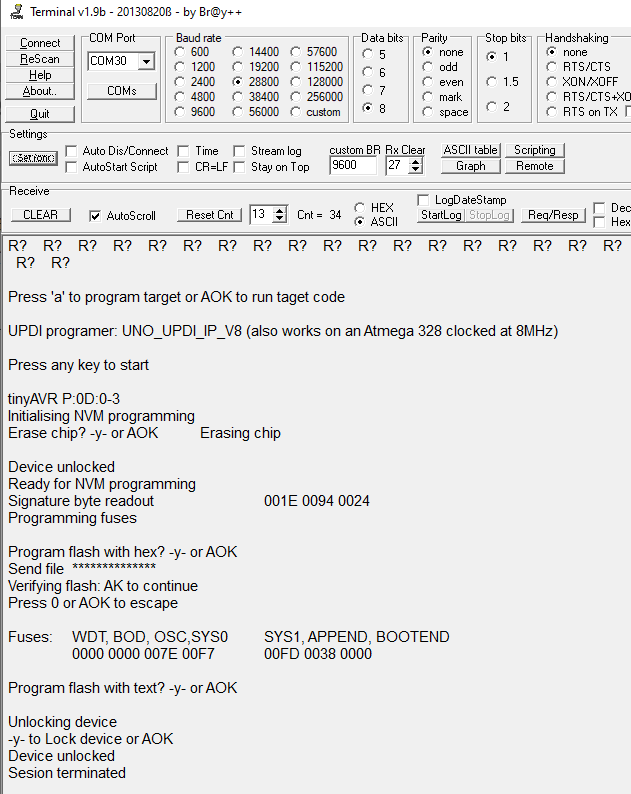 Terminal v1.9b - 20130820ß - by Br@y++
Connect
ReScan
Help
About..
Quit
COM Port
COM30
COMs
Baud rate
600 14400 57600
1200 19200 115200
2400 28800 128000
4800 38400 256000
9600 56000 custom
Data bits
5
6
7
8
Parity
none
odd
even
mark
space
Stop bits
1
1.5
2
Handshaking
none
RTS/CTS
XON/XOFF
RTS/CTS+XO
RTS on TX
Settings
Set font
Auto Dis/Connect Time Stream log
AutoStart Script CR=LF Stay on Top
custom BR Rx Clear
9600 27
ASCII table Scripting
Graph Remote
Receive
CLEAR AutoScroll Reset Cnt 13 Cnt = 34
HEX
ASCII
LogDateStamp
StartLog StopLog Req/Resp
Dec
Hex
R? R? R? R? R? R? R? R? R? R? R? R? R? R? R? R? R? R?
R? R?
Press 'a' to program target or AOK to run taget code
UPDI programer: UNO_UPDI_IP_V8 (also works on an Atmega 328 clocked at 8MHz)
Press any key to start
tinyAVR P:0D:0-3
Initialising NVM programming
Erase chip? -y- or AOK Erasing chip
Device unlocked
Ready for NVM programming
Signature byte readout 001E 0094 0024
Programming fuses
Program flash with hex? -y- or AOK
Send file **************
Verifying flash: AK to continue
Press 0 or AOK to escape
Fuses: WDT, BOD, OSC,SYS0 SYS1, APPEND, BOOTEND
0000 0000 007E 00F7 00FD 0038 0000
Program flash with text? -y- or AOK
Unlocking device
-y- to Lock device or AOK
Device unlocked
Sesion terminated